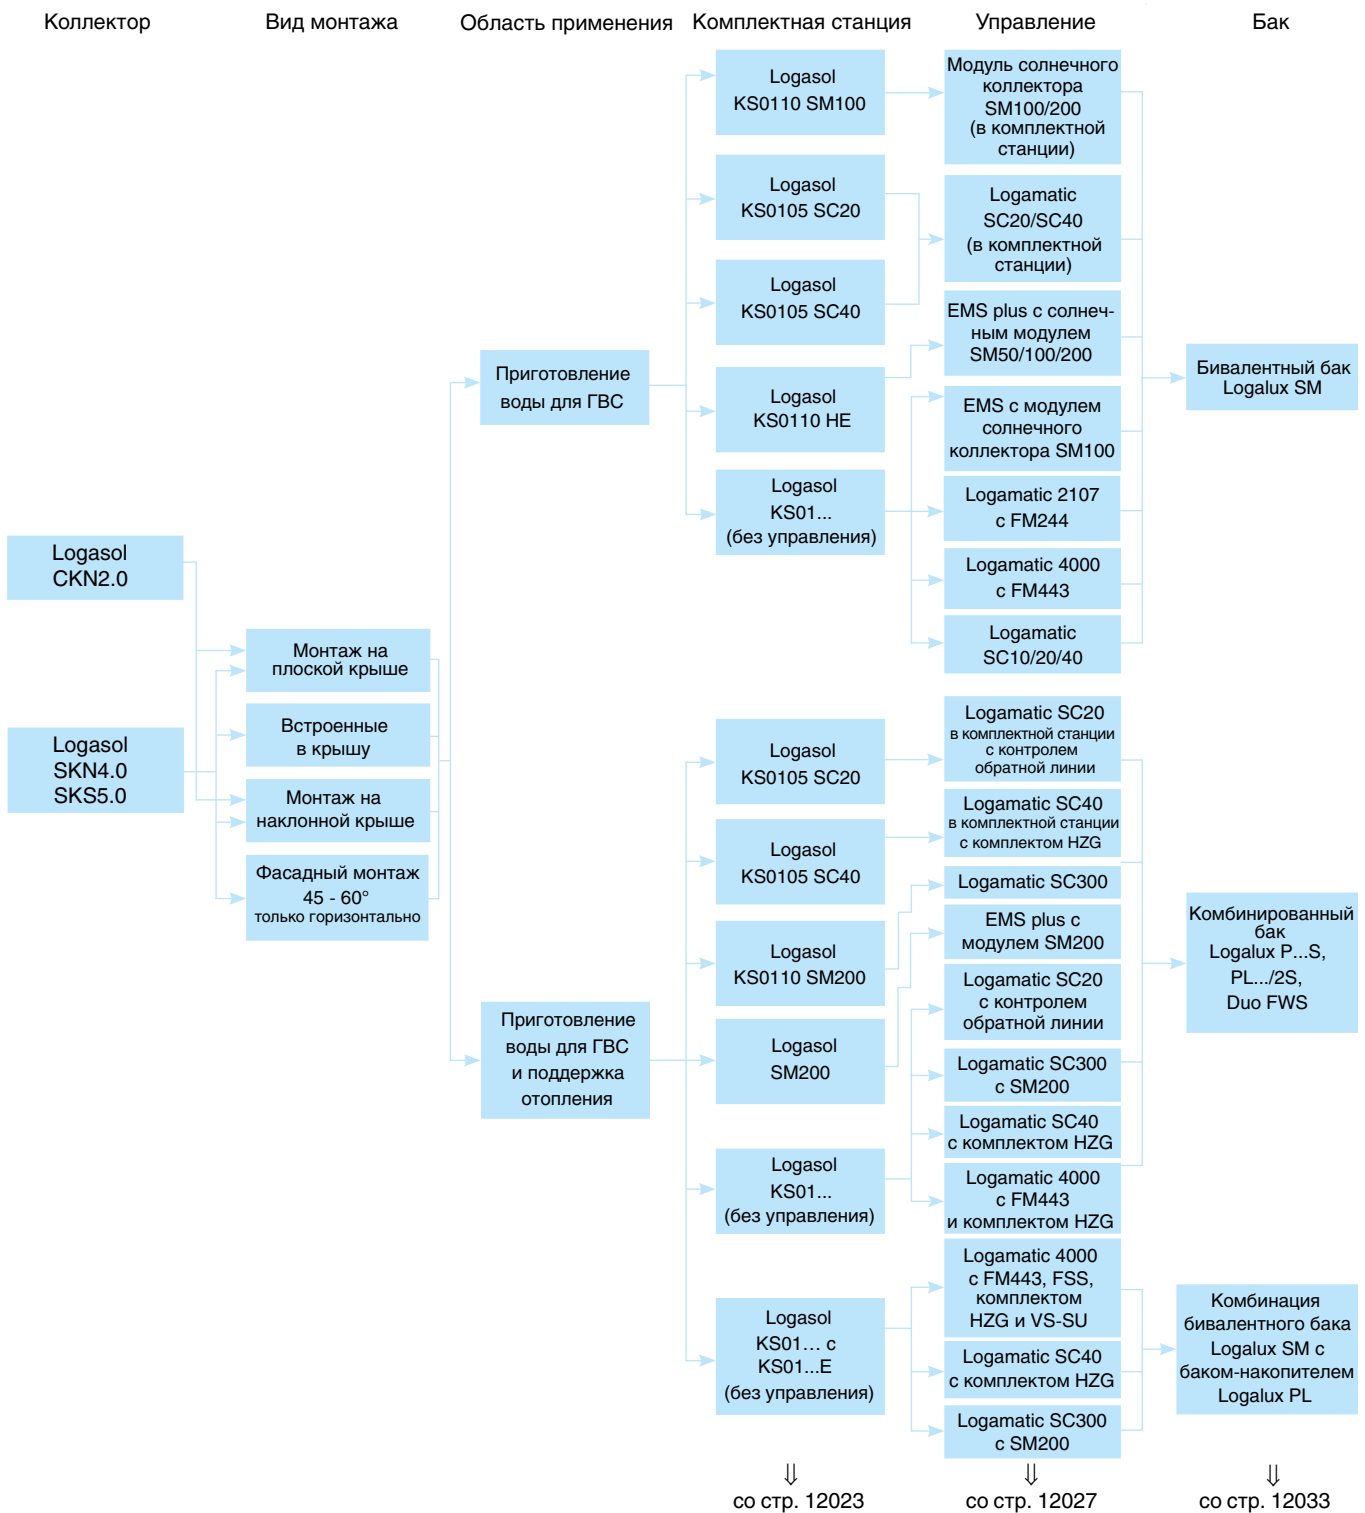 Коллектор
Вид монтажа
Область применения
Комплектная станция
Управление
Бак
Logasol
CKN2.0
Logasol
SKN4.0
SKS5.0
Монтаж на
плоской крыше
Встроенные
в крышу
Монтаж на
наклонной крыше
Фасадный монтаж
45 - 60°
только горизонтально
Приготовление
воды для ГВС
Приготовление
воды для ГВС
и поддержка
отопления
Logasol
KS0110 SM100
Logasol
KS0105 SC20
Logasol
KS0105 SC40
Logasol
KS0110 HE
Logasol
KS01...
(без управления)
Logasol
KS0105 SC20
Logasol
KS0105 SC40
Logasol
KS0110 SM200
Logasol
SM200
Logasol
KS01...
(без управления)
Logasol
KS01... с
KS01...E
(без управления)
Модуль солнечного
коллектора
SM100/200
(в комплектной
станции)
Logamatic
SC20/SC40
(в комплектной
станции)
EMS plus с солнеч-
ным модулем
SM50/100/200
EMS с модулем
солнечного
коллектора SM100
Logamatic 2107
с FM244
Logamatic 4000
с FM443
Logamatic
SC10/20/40
Logamatic SC20
в комплектной станции
с контролем
обратной линии
Logamatic SC40
в комплектной станции
с комплектом HZG
Logamatic SC300
EMS plus с
модулем SM200
Logamatic SC20
с контролем
обратной линии
Logamatic SC300
с SM200
Logamatic SC40
с комплектом HZG
Logamatic 4000
с FM443
и комплектом HZG
Logamatic 4000
с FM443, FSS,
комплектом
HZG и VS-SU
Logamatic SC40
с комплектом HZG
Logamatic SC300
с SM200
Бивалентный бак
Logalux SM
Комбинированный
бак
Logalux P...S,
PL.../2S,
Duo FWS
Комбинация
бивалентного бака
Logalux SM с
баком-накопителем
Logalux PL
⇓
со стр. 12023
⇓
со стр. 12027
⇓
со стр. 12033